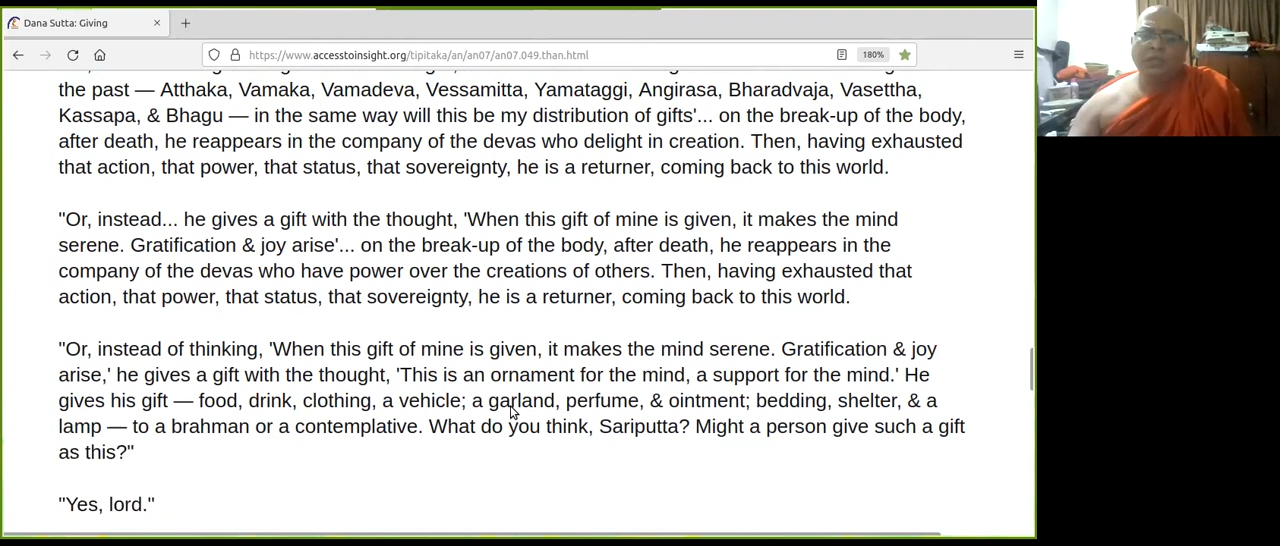 Dana Sutta: Giving
https://www.accesstoinsight.org/tipitaka/an/an07/an07.049.than.html
180%
the past — Atthaka, Vamaka, Vamadeva, Vessamitta, Yamataggi, Angirasa, Bharadvaja, Vasettha,
Kassapa, & Bhagu — in the same way will this be my distribution of gifts'... on the break-up of the body,
after death, he reappears in the company of the devas who delight in creation. Then, having exhausted
that action, that power, that status, that sovereignty, he is a returner, coming back to this world.
"Or, instead... he gives a gift with the thought, 'When this gift of mine is given, it makes the mind
serene. Gratification & joy arise'... on the break-up of the body, after death, he reappears in the
company of the devas who have power over the creations of others. Then, having exhausted that
action, that power, that status, that sovereignty, he is a returner, coming back to this world.
"Or, instead of thinking, 'When this gift of mine is given, it makes the mind serene. Gratification & joy
arise,' he gives a gift with the thought, 'This is an ornament for the mind, a support for the mind.' He
gives his gift — food, drink, clothing, a vehicle; a garland, perfume, & ointment; bedding, shelter, & a
lamp — to a brahman or a contemplative. What do you think, Sariputta? Might a person give such a gift
as this?"
"Yes, lord."